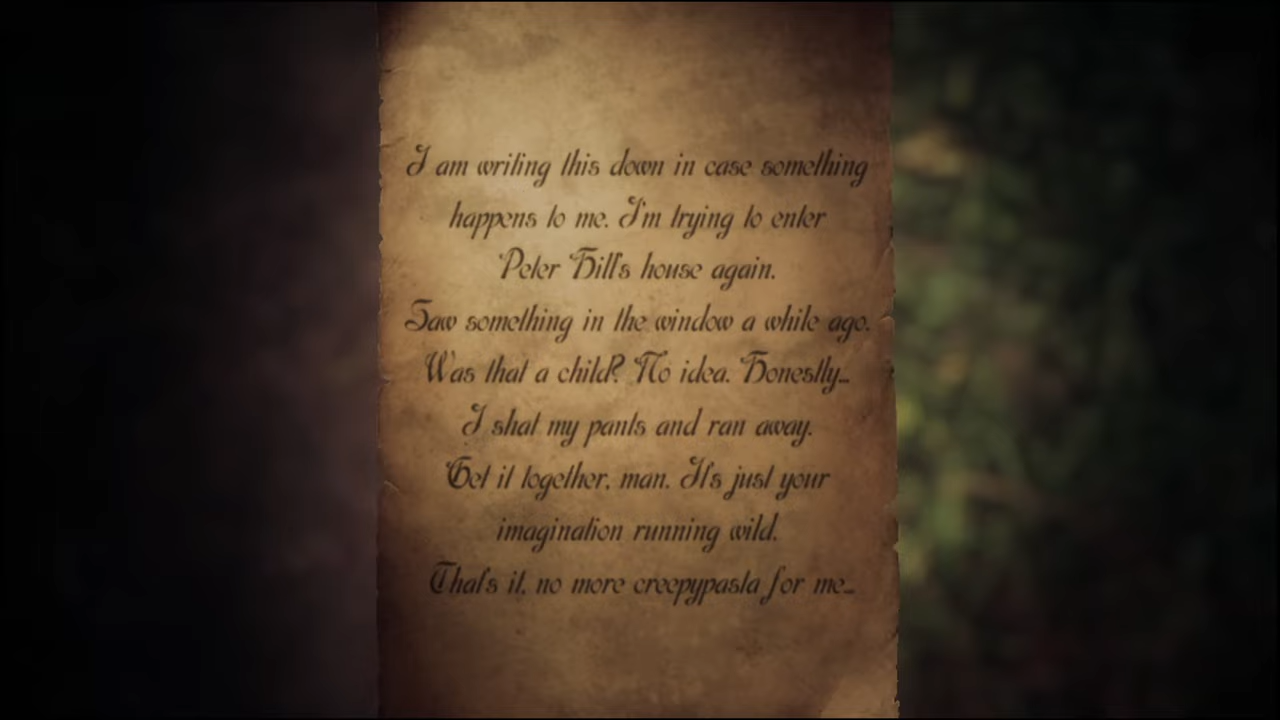 I am writing this down in case something
happens to me. I'm trying to enter
Peter Hill's house again.
Saw something in the window a while ago.
Was that a child? No idea. Honestly...
I shat my pants and ran away.
Get it together, man. It's just your
imagination running wild.
That's it, no more creepypasta for me...